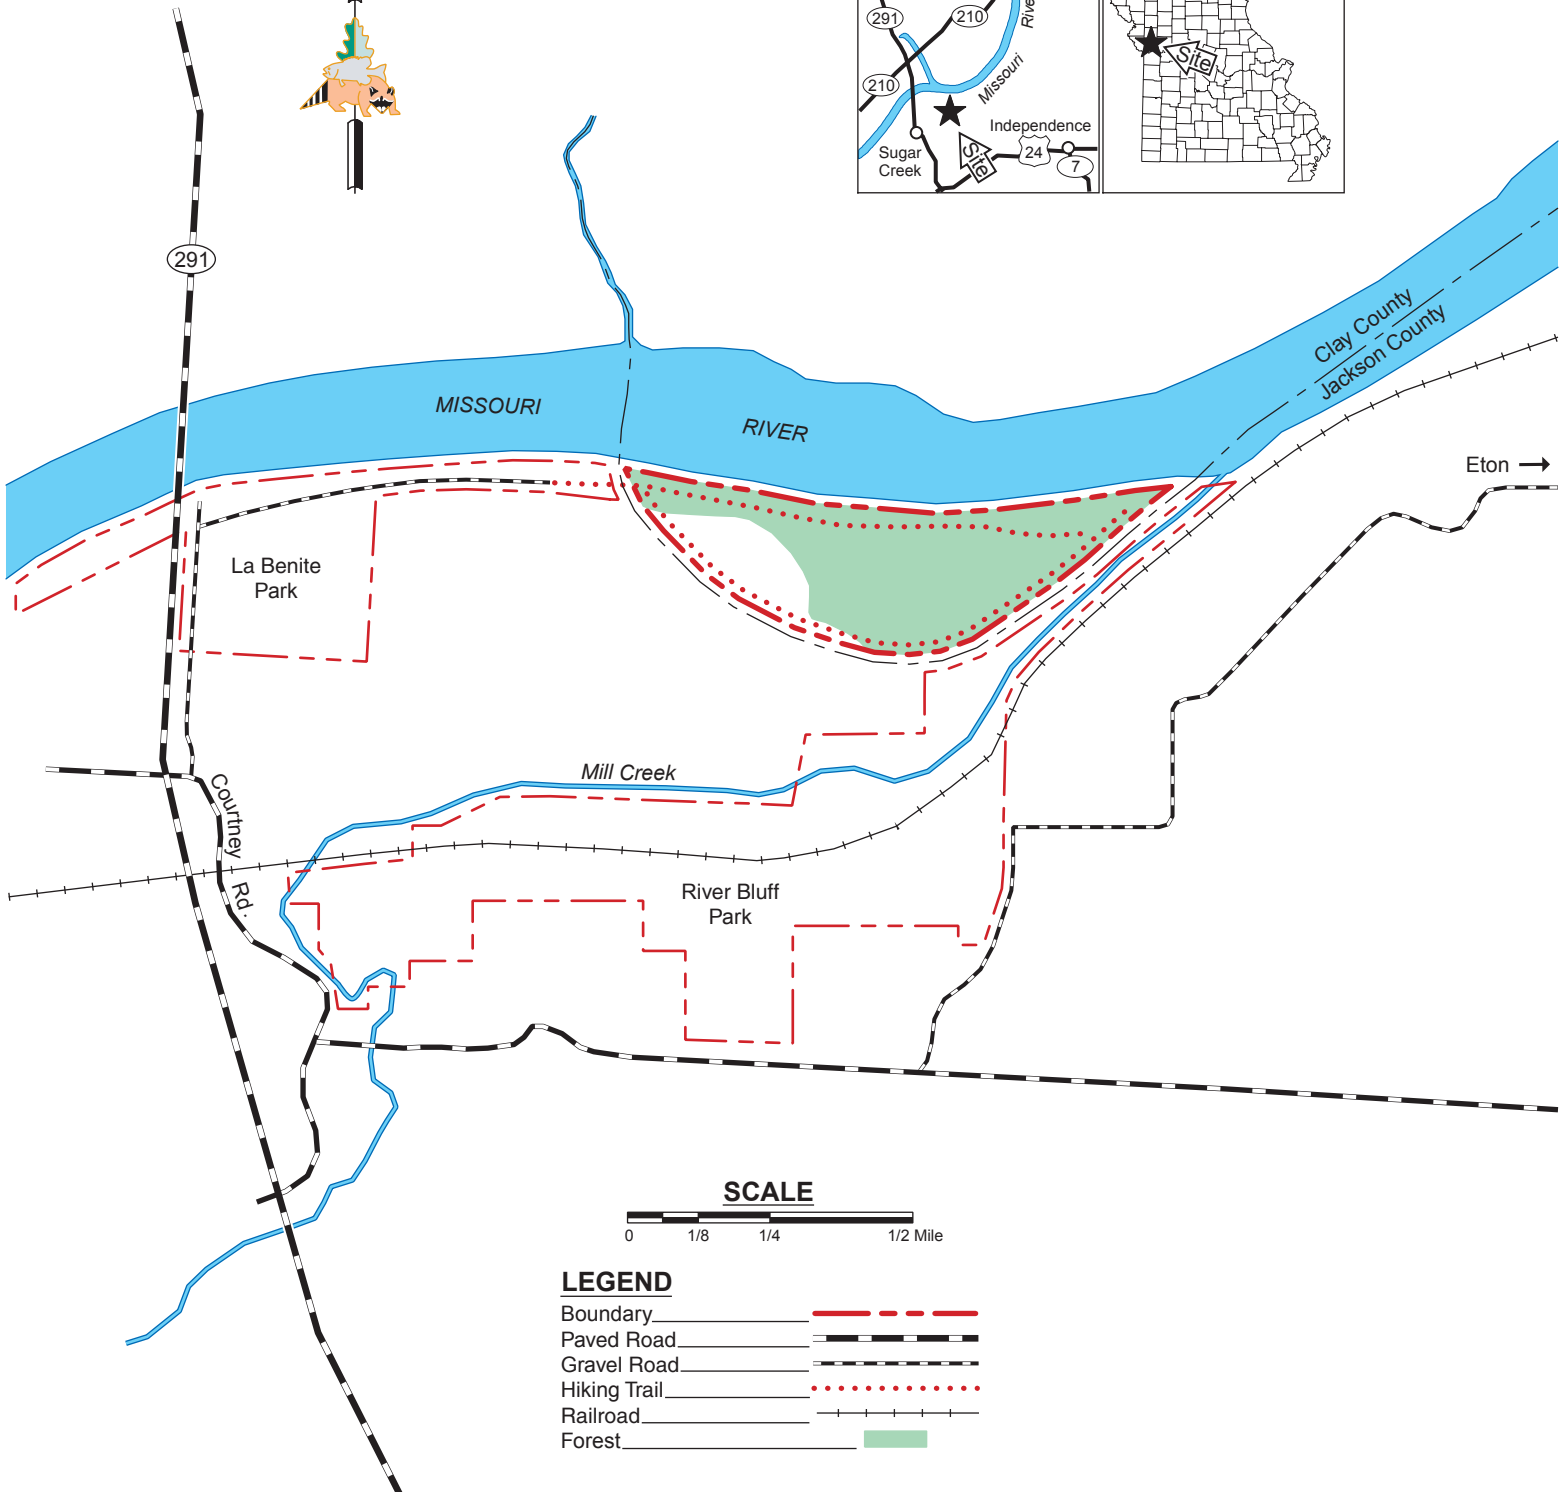 291
210
Rive
210
Missouri
Independence
Sugar
Creek
24
7
Site
Site
291
MISSOURI
RIVER
Clay County
Jackson County
Eton
La Benite
Park
Mill Creek
Courtney
Rd.
River Bluff
Park
SCALE
0 1/8 1/4 1/2 Mile
LEGEND
Boundary
Paved Road
Gravel Road
Hiking Trail
Railroad
Forest